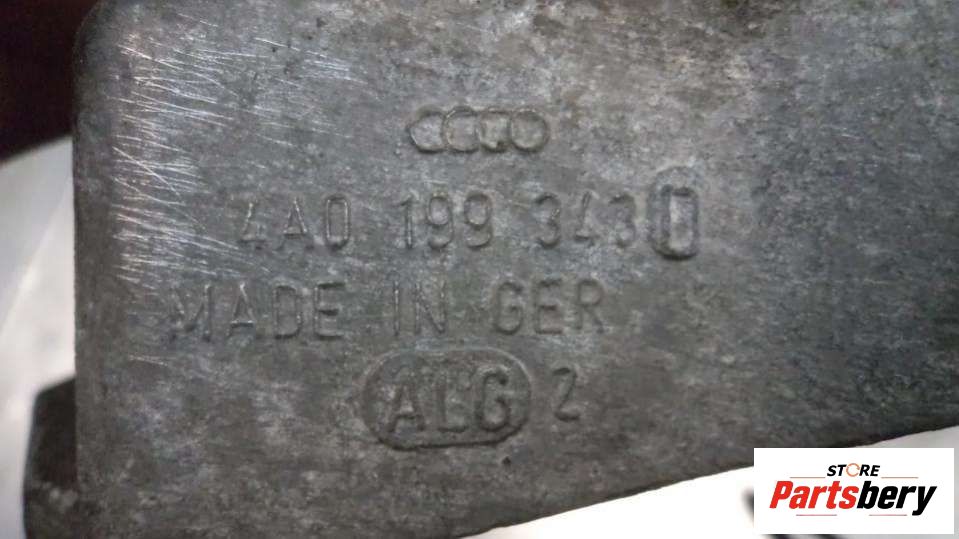 4A0 199 343
MADE IN GER
ALG 2
STORE
Partsbery